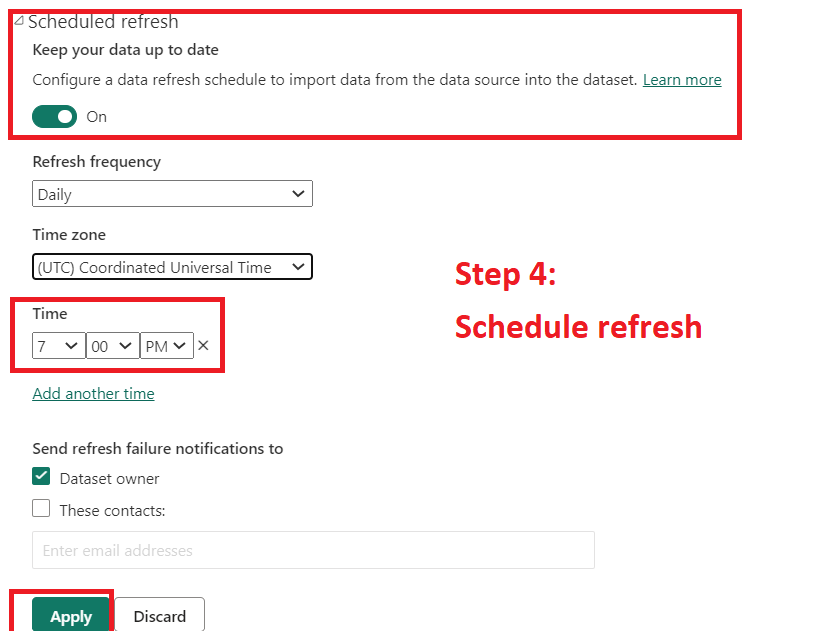 Scheduled refresh
Keep your data up to date
Configure a data refresh schedule to import data from the data source into the dataset. Learn more
On
Refresh frequency
Daily
Time zone
(UTC) Coordinated Universal Time
Step 4:
Schedule refresh
Time
7 00 PM
Add another time
Send refresh failure notifications to
Dataset owner
These contacts:
Enter email addresses
Apply Discard